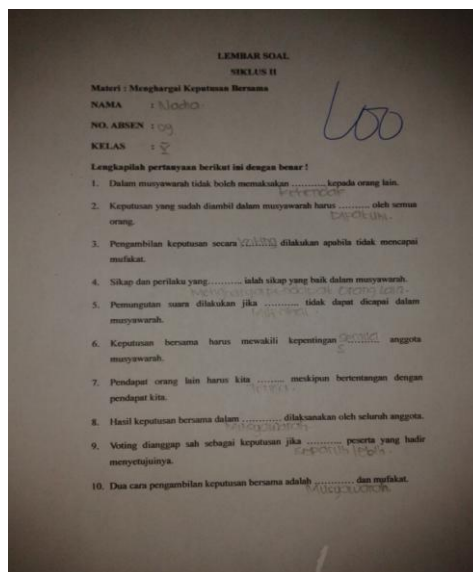 LEMBAR SOAL
SIKLUS II
Materi : Menghargai Keputusan Bersama
NAMA : Nadia
NO. ABSEN : 09
KELAS : V
100
Lengkapilah pertanyaan berikut ini dengan benar !
1. Dalam musyawarah tidak boleh memaksakan ........... kepada orang lain.
kehendak
2. Keputusan yang sudah diambil dalam musyawarah harus .......... oleh semua
orang.
Dipatuhi
3. Pengambilan keputusan secara voting dilakukan apabila tidak mencapai
mufakat.
4. Sikap dan perilaku yang........... ialah sikap yang baik dalam musyawarah.
Menghargai pendapat orang lain.
5. Pemungutan suara dilakukan jika ........... tidak dapat dicapai dalam
musyawarah.
Mufakat
6. Keputusan bersama harus mewakili kepentingan anggota
musyawarah.
7. Pendapat orang lain harus kita ......... meskipun bertentangan dengan
pendapat kita.
8. Hasil keputusan bersama dalam ............. dilaksanakan oleh seluruh anggota.
Musyawarah
9. Voting dianggap sah sebagai keputusan jika ........... peserta yang hadir
menyetujuinya.
lebih.
10. Dua cara pengambilan keputusan bersama adalah ............ dan mufakat.
Musyawarah